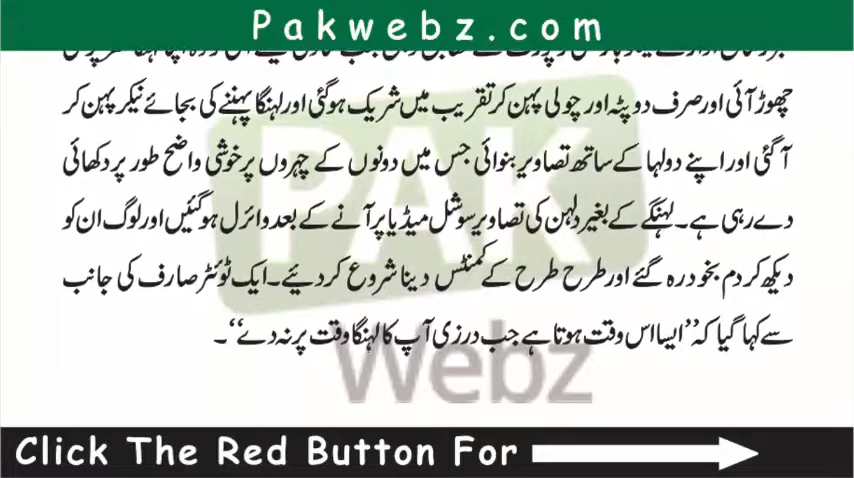 Pakwebz.com
چھوڑ آئی اور صرف دوپٹہ اور چولی پہن کر تقریب میں شریک ہوگئی اور لہنگا پہننے کی بجائے نیکر پہن کر
آگئی اور اپنے دولہا کے ساتھ تصاویر بنوائی جس میں دونوں کے چہروں پر خوشی واضح طور پر دکھائی
دے رہی ہے۔ لہنگے کے بغیر دلہن کی تصاویر سوشل میڈیا پر آنے کے بعد وائرل ہوگئیں اور لوگ ان کو
دیکھ کر دم بخود رہ گئے اور طرح طرح کے کمنٹس دینا شروع کر دئیے۔ ایک ٹوئٹر صارف کی جانب
سے کہا گیا کہ ”ایسا اس وقت ہوتا ہے جب درزی آپ کا لہنگا وقت پر نہ دے“۔
PAK
Webz
Click The Red Button For